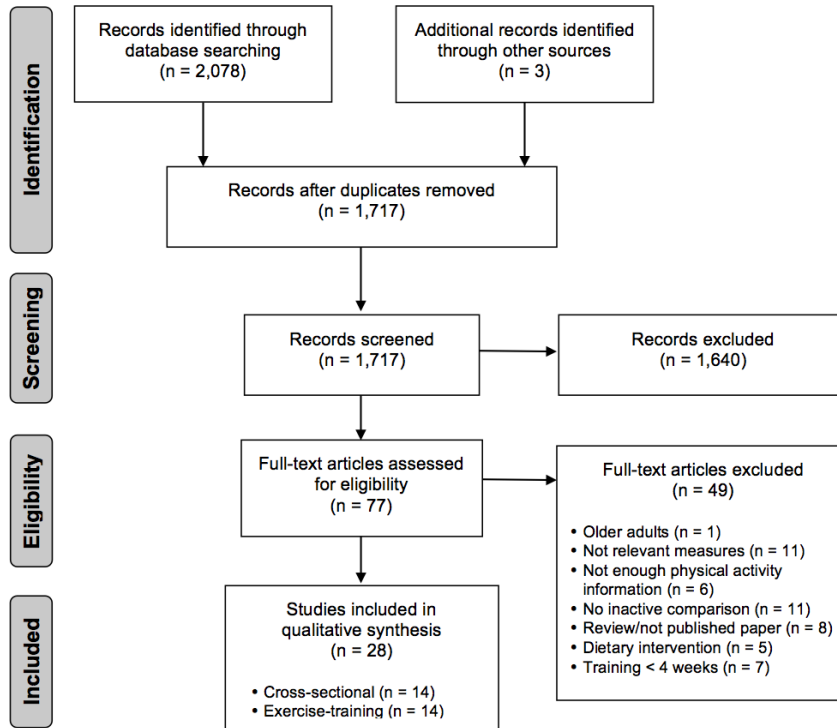 Identification
Records identified through
database searching
(n = 2,078)
Additional records identified
through other sources
(n = 3)
Records after duplicates removed
(n = 1,717)
Screening
Records screened
(n = 1,717)
Records excluded
(n = 1,640)
Eligibility
Full-text articles assessed
for eligibility
(n = 77)
Full-text articles excluded
(n = 49)
• Older adults (n = 1)
• Not relevant measures (n = 11)
• Not enough physical activity
information (n = 6)
• No inactive comparison (n = 11)
• Review/not published paper (n = 8)
• Dietary intervention (n = 5)
• Training < 4 weeks (n = 7)
Included
Studies included in
qualitative synthesis
(n = 28)
• Cross-sectional (n = 14)
• Exercise-training (n = 14)